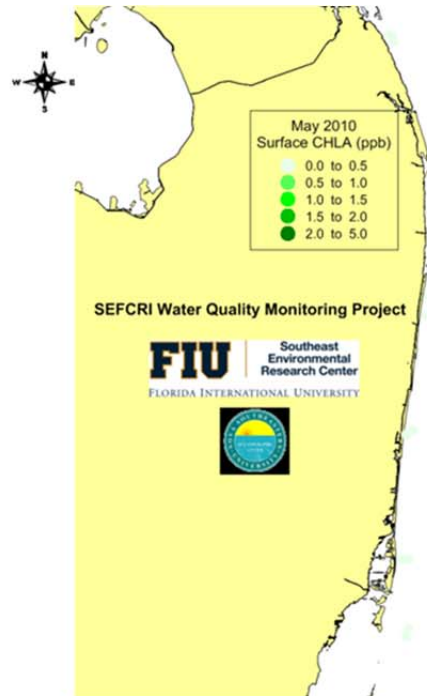 N
W E
S
May 2010
Surface CHLA (ppb)
0.0 to 0.5
0.5 to 1.0
1.0 to 1.5
1.5 to 2.0
2.0 to 5.0
SEFCRI Water Quality Monitoring Project
FIU
Southeast
Environmental
Research Center
FLORIDA INTERNATIONAL UNIVERSITY